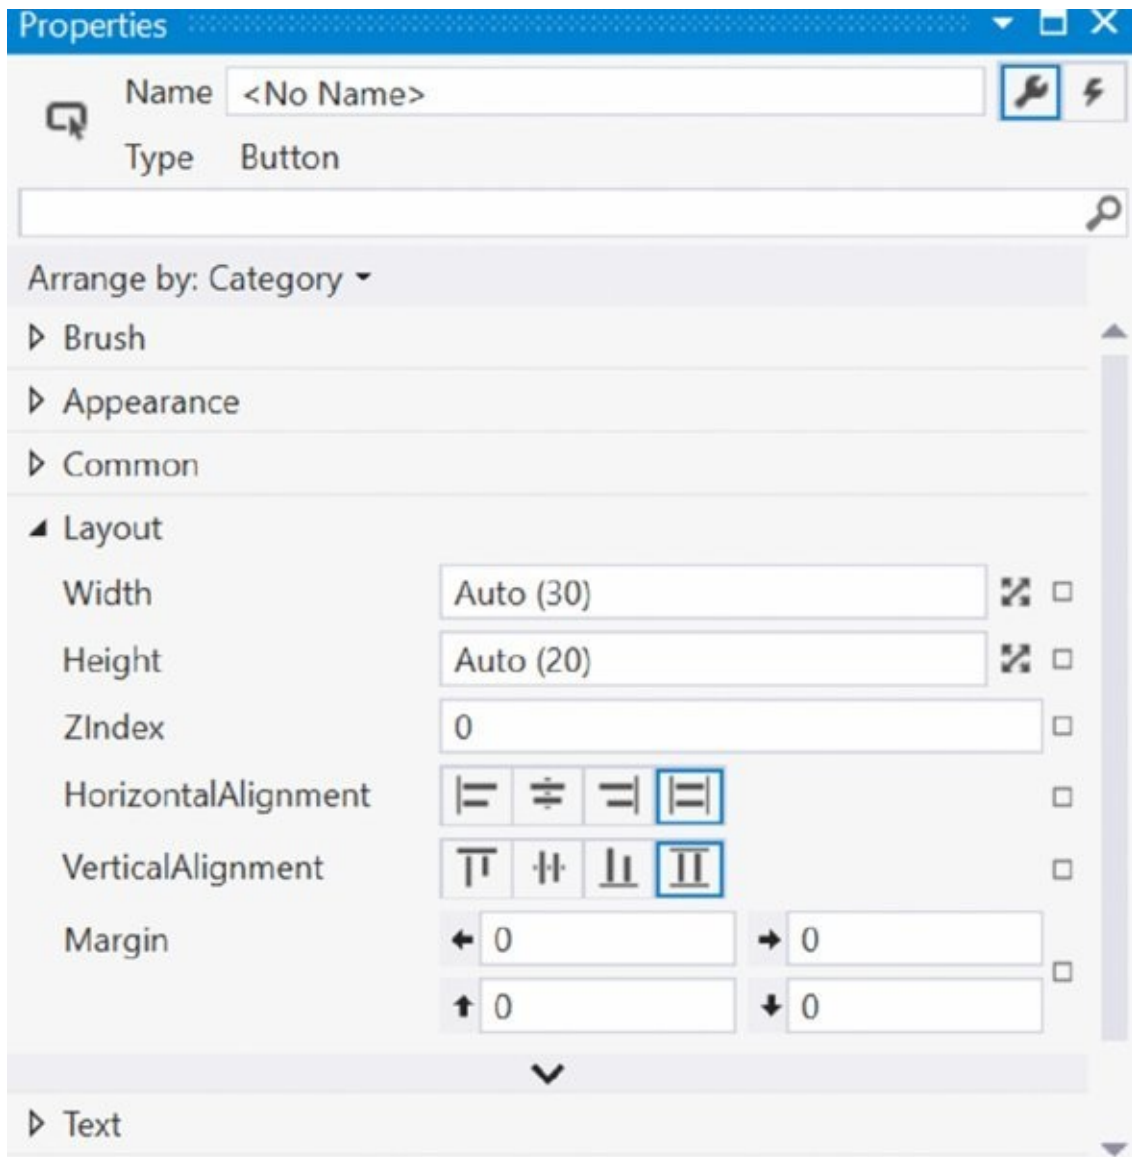 Properties
Name <No Name>
Type Button
Arrange by: Category
Brush
Appearance
Common
Layout
Width Auto (30)
Height Auto (20)
ZIndex 0
HorizontalAlignment
VerticalAlignment
Margin 0 0
0 0
Text